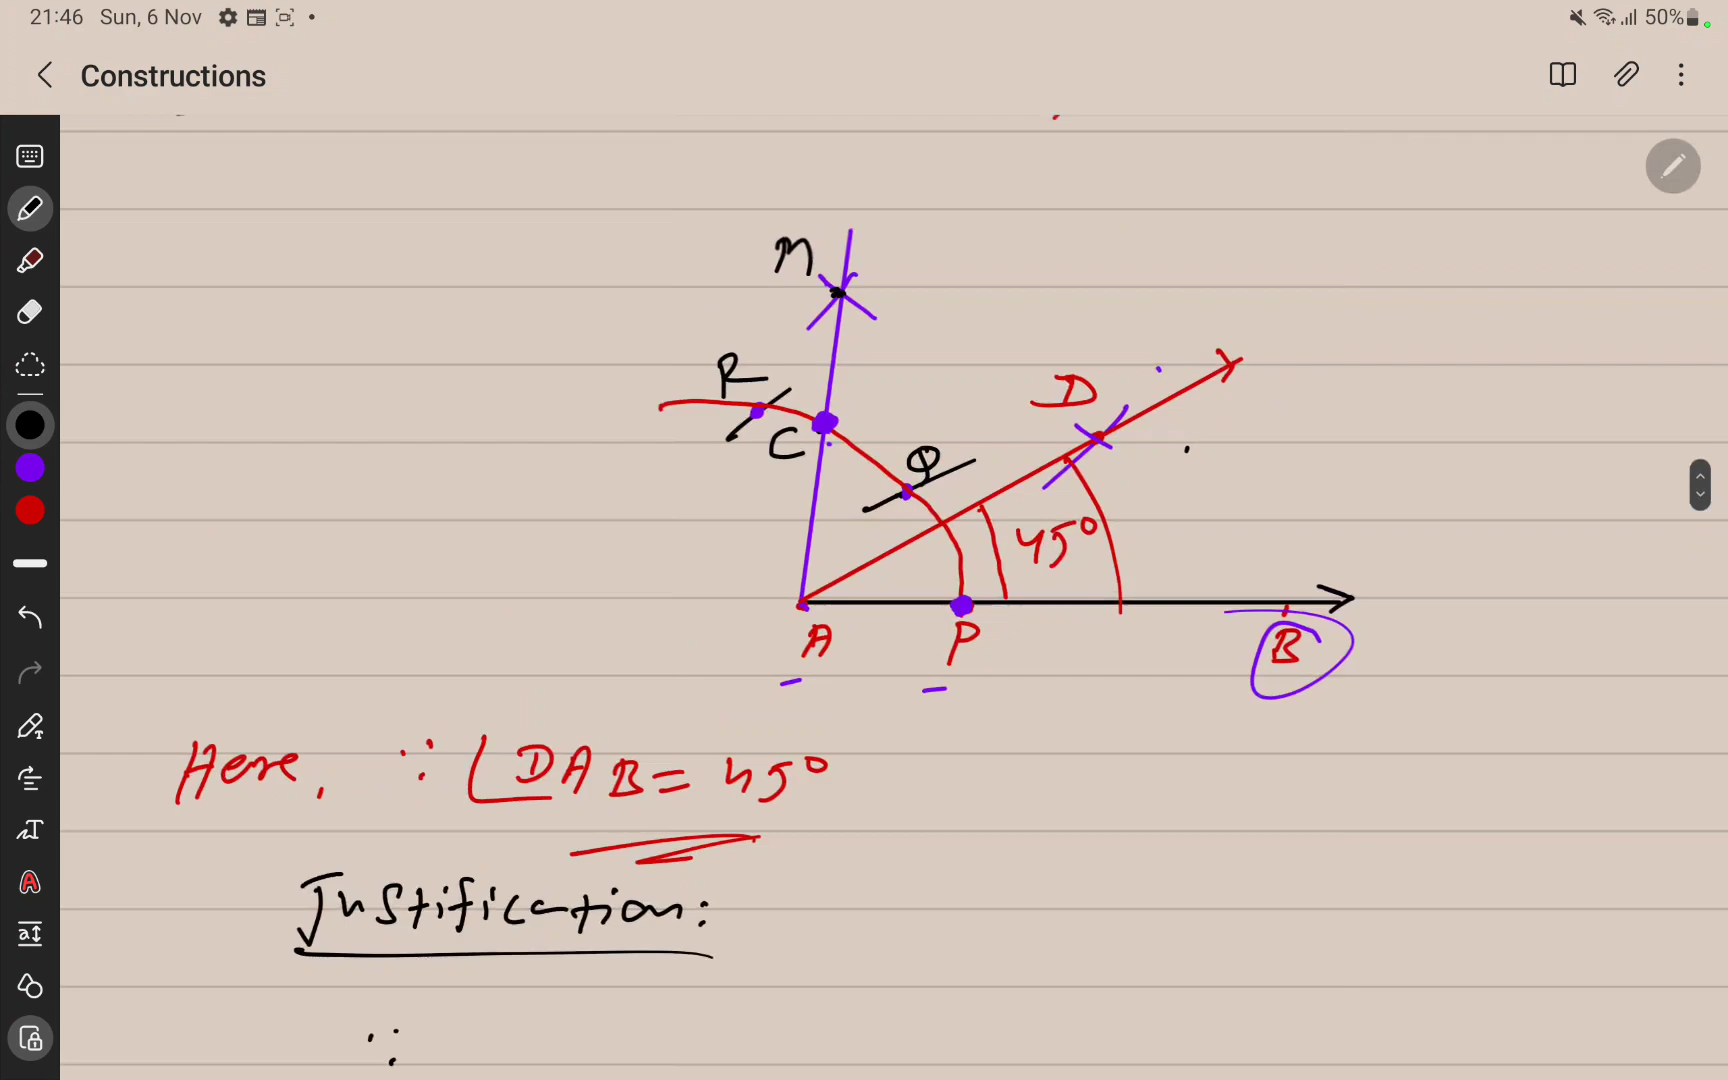 21:46 Sun, 6 Nov 50%
Constructions
M
R
C
Q
D
45°
A P B
Here, ∵ ∠DAB = 45°
Justification:
∵